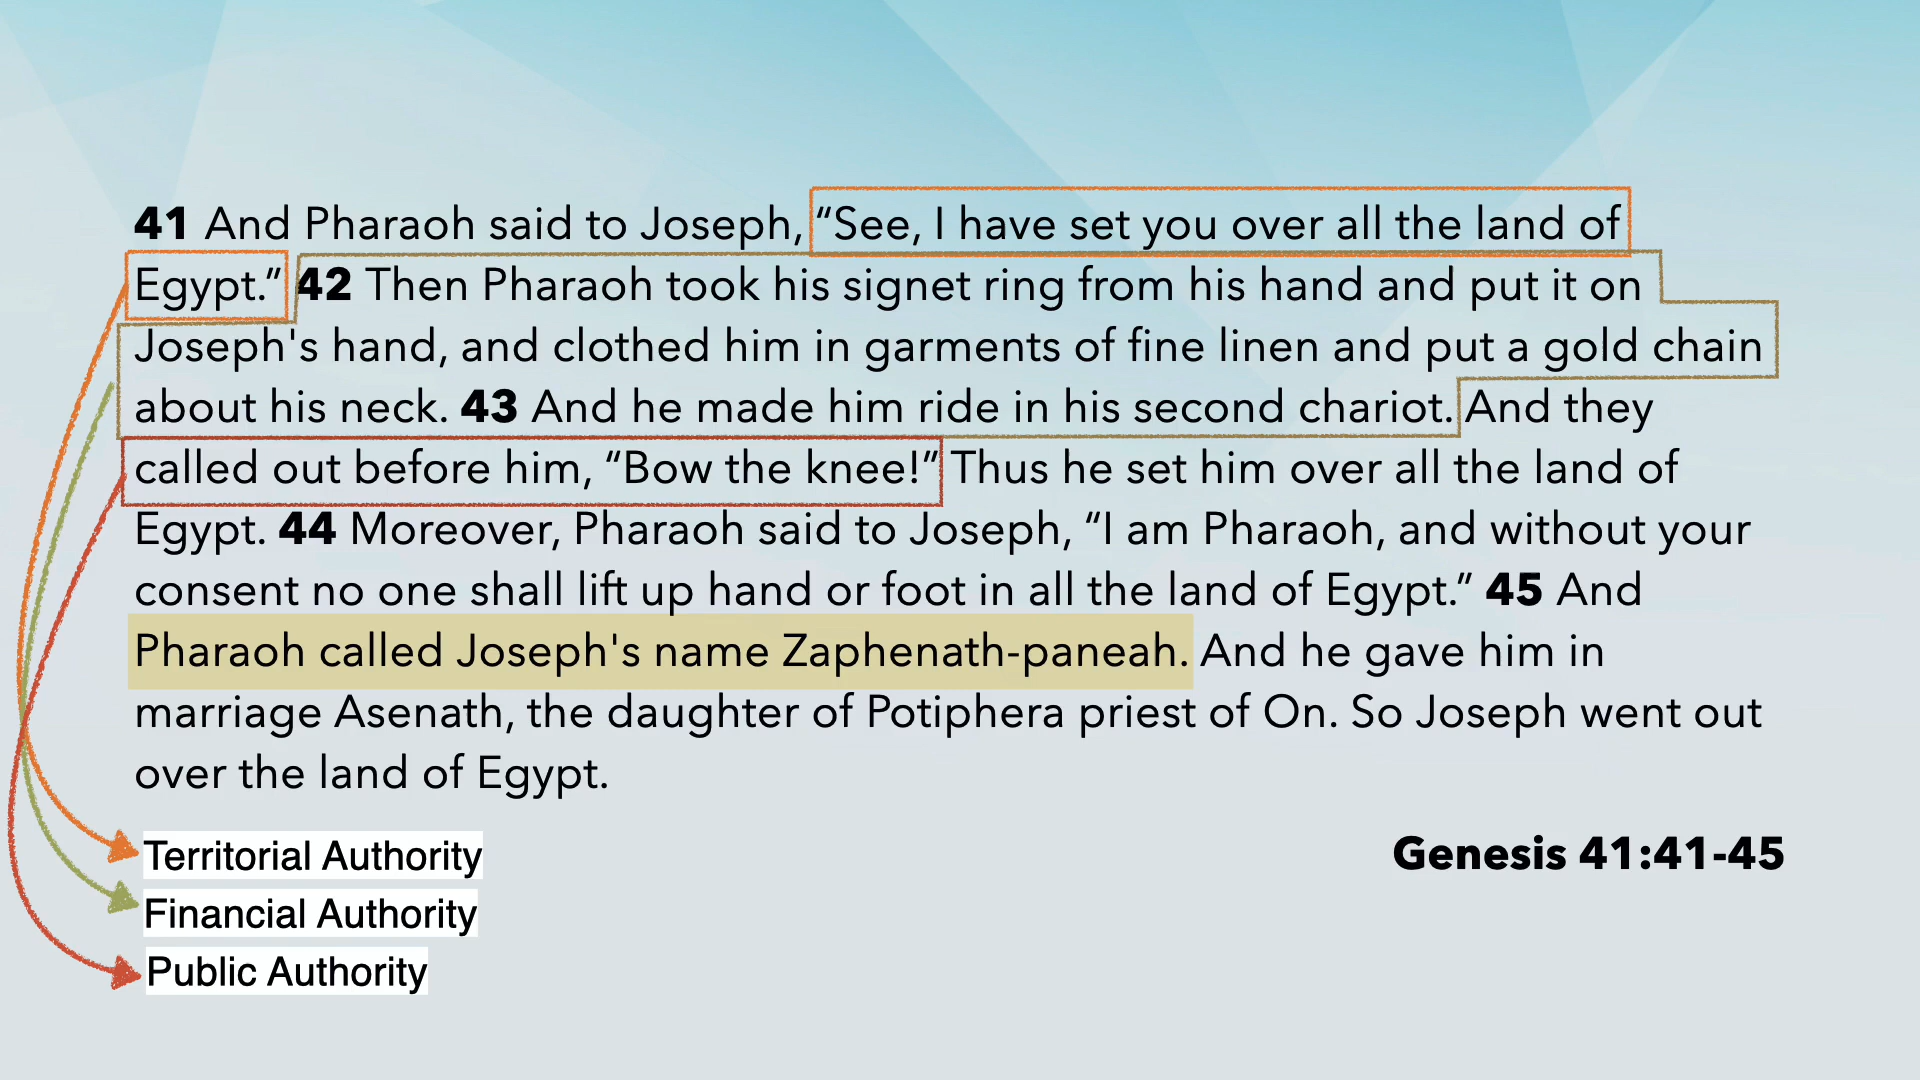 41 And Pharaoh said to Joseph, “See, I have set you over all the land of
Egypt.” 42 Then Pharaoh took his signet ring from his hand and put it on
Joseph's hand, and clothed him in garments of fine linen and put a gold chain
about his neck. 43 And he made him ride in his second chariot. And they
called out before him, “Bow the knee!” Thus he set him over all the land of
Egypt. 44 Moreover, Pharaoh said to Joseph, “I am Pharaoh, and without your
consent no one shall lift up hand or foot in all the land of Egypt.” 45 And
Pharaoh called Joseph's name Zaphenath-paneah. And he gave him in
marriage Asenath, the daughter of Potiphera priest of On. So Joseph went out
over the land of Egypt.
Territorial Authority
Genesis 41:41-45
Financial Authority
Public Authority